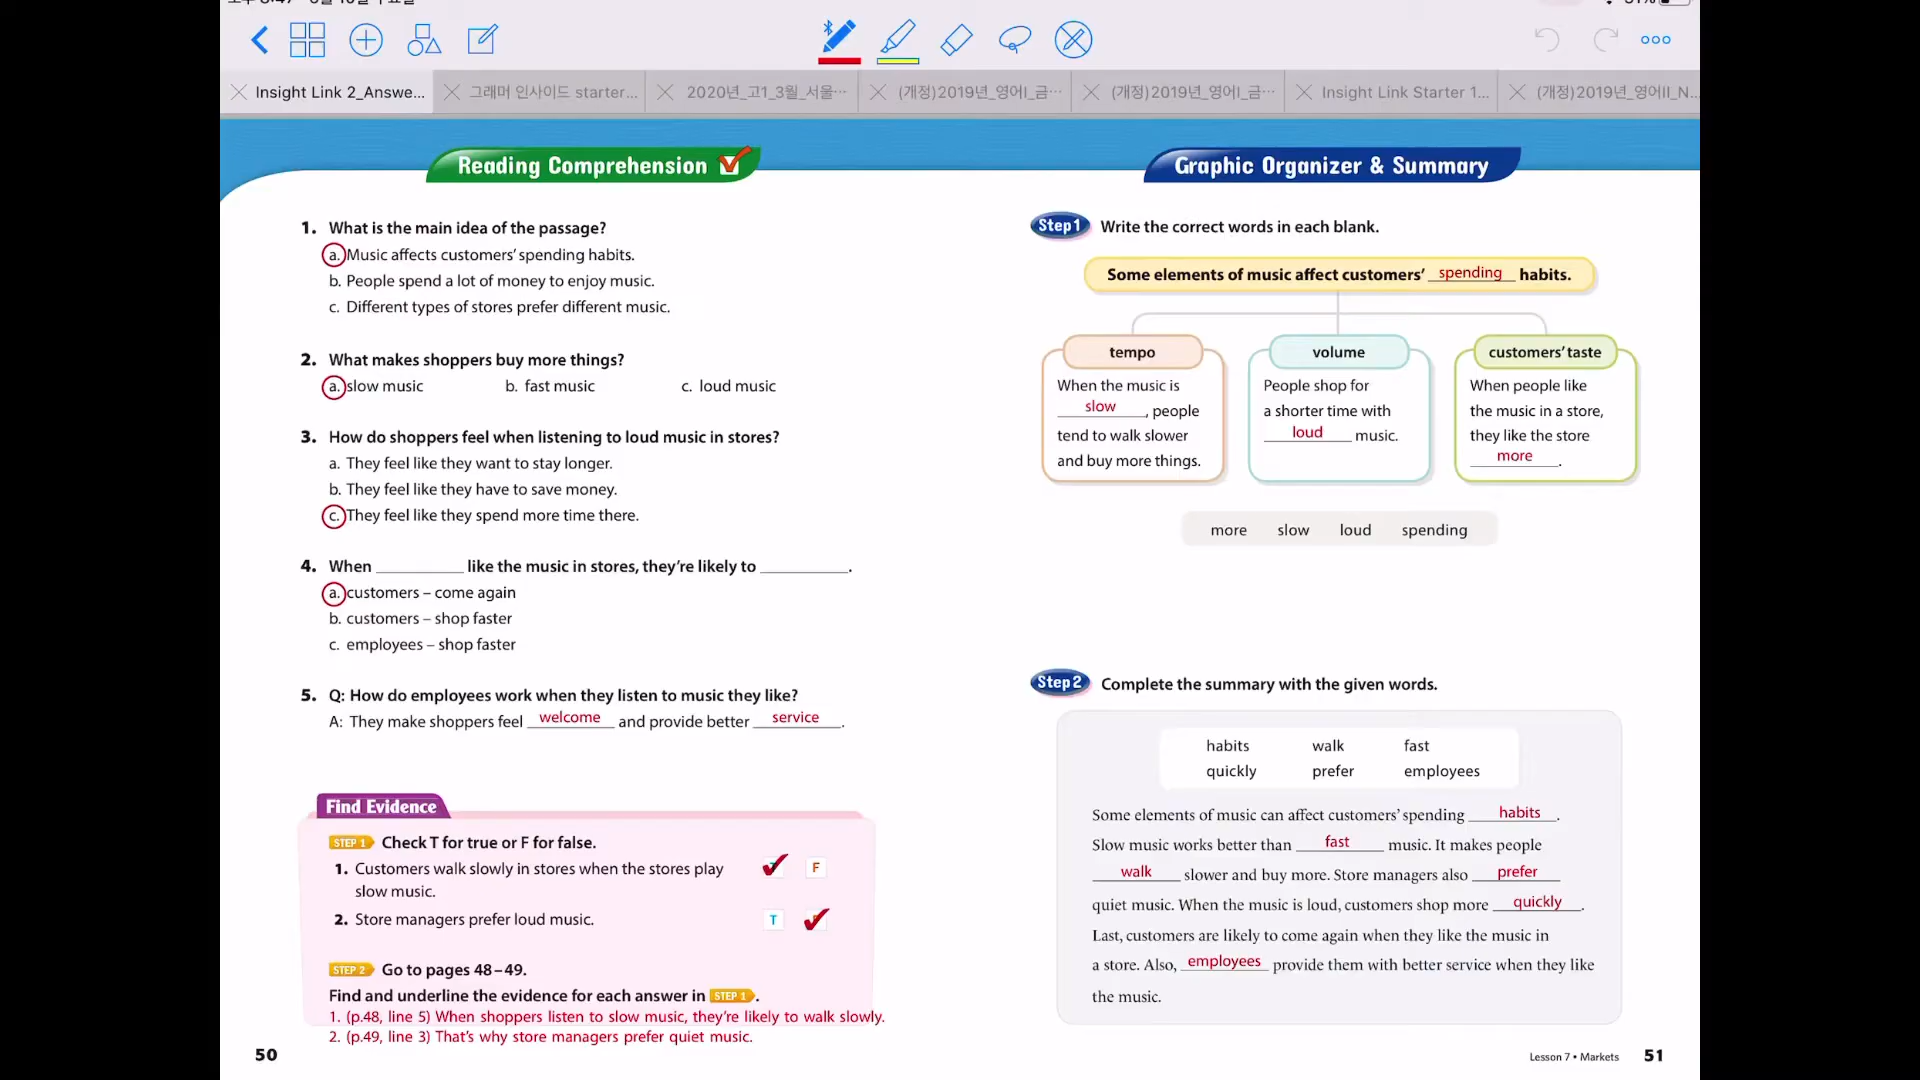 Insight Link 2_Answe...
그래머 인사이드 starter...
2020년_고1_3월_서울...
(개정)2019년_영어I_금...
(개정)2019년_영어I_금...
Insight Link Starter 1...
(개정)2019년_영어II_N...
Reading Comprehension
1. What is the main idea of the passage?
a. Music affects customers' spending habits.
b. People spend a lot of money to enjoy music.
c. Different types of stores prefer different music.
2. What makes shoppers buy more things?
a. slow music b. fast music c. loud music
3. How do shoppers feel when listening to loud music in stores?
a. They feel like they want to stay longer.
b. They feel like they have to save money.
c. They feel like they spend more time there.
4. When __________ like the music in stores, they're likely to __________.
a. customers – come again
b. customers – shop faster
c. employees – shop faster
5. Q: How do employees work when they listen to music they like?
A: They make shoppers feel welcome and provide better service.
Find Evidence
STEP 1 Check T for true or F for false.
1. Customers walk slowly in stores when the stores play F
slow music.
2. Store managers prefer loud music. T
STEP 2 Go to pages 48–49.
Find and underline the evidence for each answer in STEP 1.
1. (p.48, line 5) When shoppers listen to slow music, they're likely to walk slowly.
2. (p.49, line 3) That's why store managers prefer quiet music.
50
Graphic Organizer & Summary
Step1 Write the correct words in each blank.
Some elements of music affect customers' spending habits.
tempo
When the music is
slow, people
tend to walk slower
and buy more things.
volume
People shop for
a shorter time with
loud music.
customers' taste
When people like
the music in a store,
they like the store
more.
more slow loud spending
Step2 Complete the summary with the given words.
habits walk fast
quickly prefer employees
Some elements of music can affect customers' spending habits.
Slow music works better than fast music. It makes people
walk slower and buy more. Store managers also prefer
quiet music. When the music is loud, customers shop more quickly.
Last, customers are likely to come again when they like the music in
a store. Also, employees provide them with better service when they like
the music.
Lesson 7 • Markets 51